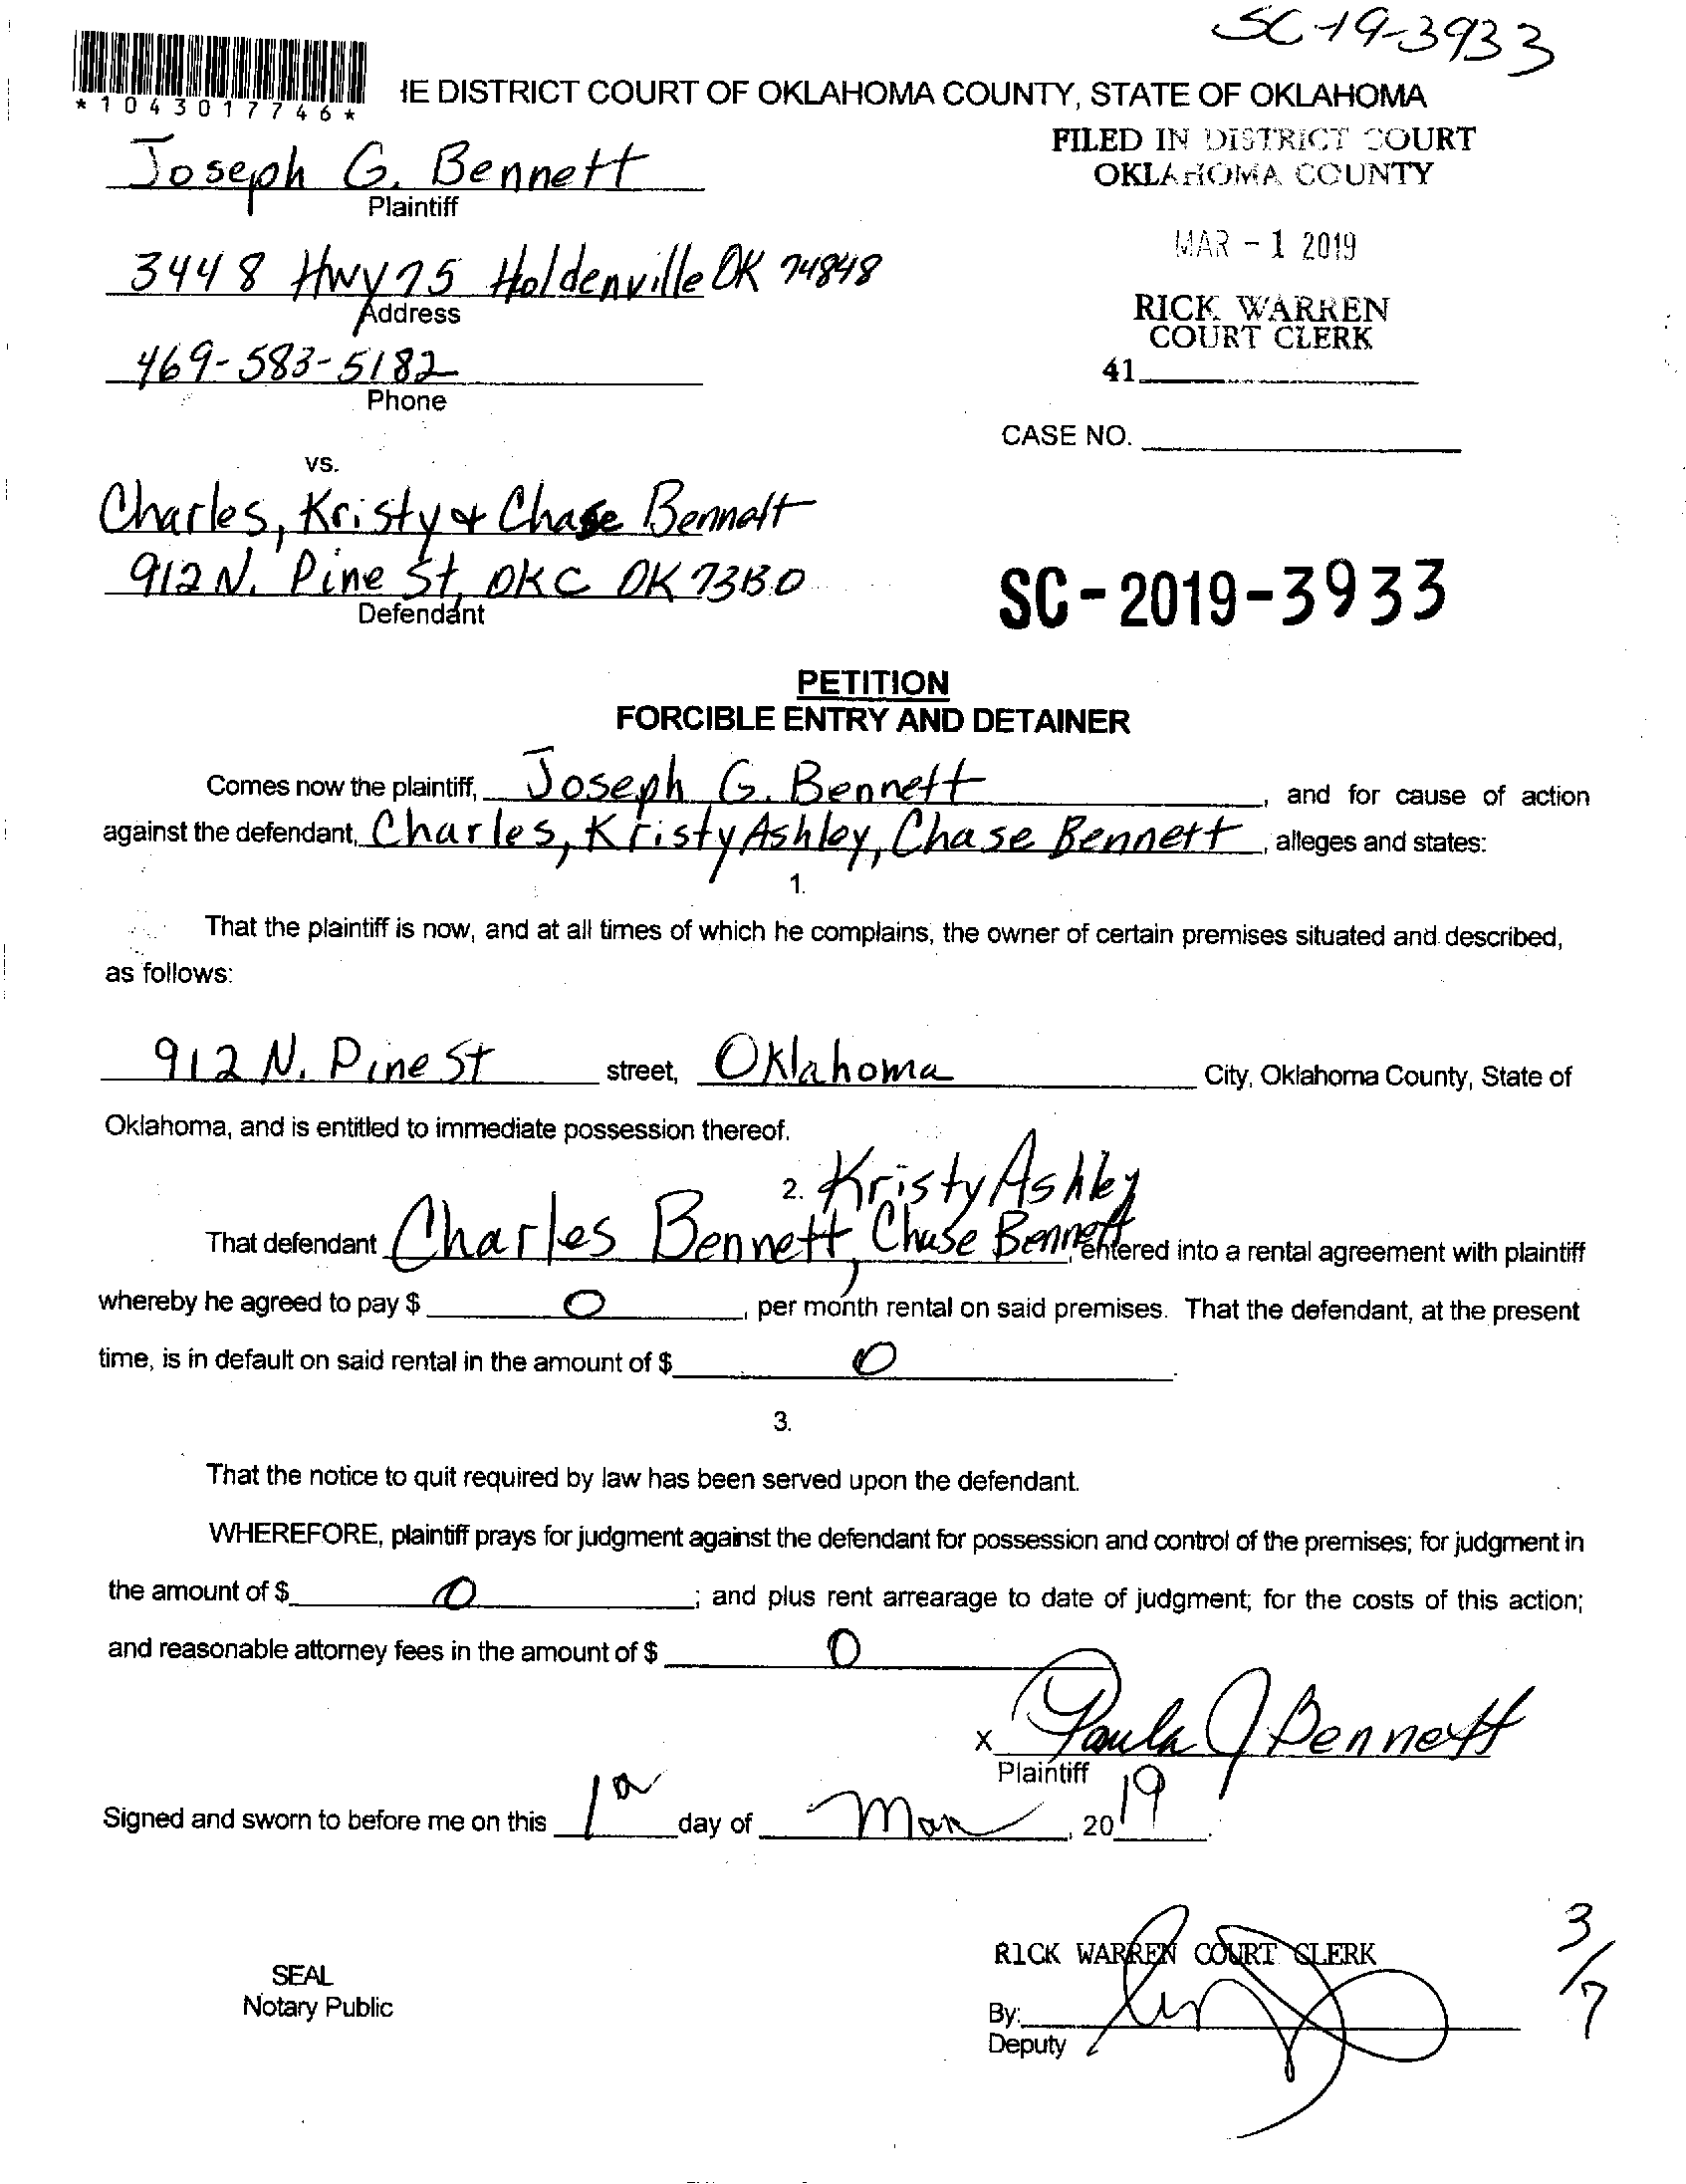 SC-19-3933
*1043017746*
HE DISTRICT COURT OF OKLAHOMA COUNTY, STATE OF OKLAHOMA
FILED IN DISTRICT COURT
OKLAHOMA COUNTY
Joseph G. Bennett
Plaintiff
MAR - 1 2019
3448 Hwy 75 Holdenville OK 74848
Address
RICK WARREN
COURT CLERK
469-583-5182
Phone
41
CASE NO.
vs.
Charles, Kristy & Chase Bennett
912 N. Pine St, OKC OK
Defendant
SC-2019-3933
PETITION
FORCIBLE ENTRY AND DETAINER
Comes now the plaintiff, Joseph G. Bennett, and for cause of action
against the defendant, Charles, Kristy Ashley, Chase Bennett, alleges and states:
1.
That the plaintiff is now, and at all times of which he complains, the owner of certain premises situated and described,
as follows:
912 N. Pine St street, Oklahoma City, Oklahoma County, State of
Oklahoma, and is entitled to immediate possession thereof.
2. Kristy Ashley
That defendant Charles Bennett, Chase Bennett, entered into a rental agreement with plaintiff
whereby he agreed to pay $ 0, per month rental on said premises. That the defendant, at the present
time, is in default on said rental in the amount of $ 0.
3.
That the notice to quit required by law has been served upon the defendant.
WHEREFORE, plaintiff prays for judgment against the defendant for possession and control of the premises; for judgment in
the amount of $ 0; and plus rent arrearage to date of judgment; for the costs of this action;
and reasonable attorney fees in the amount of $ 0
x Paula J Bennett
Plaintiff
Signed and sworn to before me on this day of Mar, 2019.
RICK WARREN COURT CLERK
3/7
SEAL
Notary Public
By:
Deputy